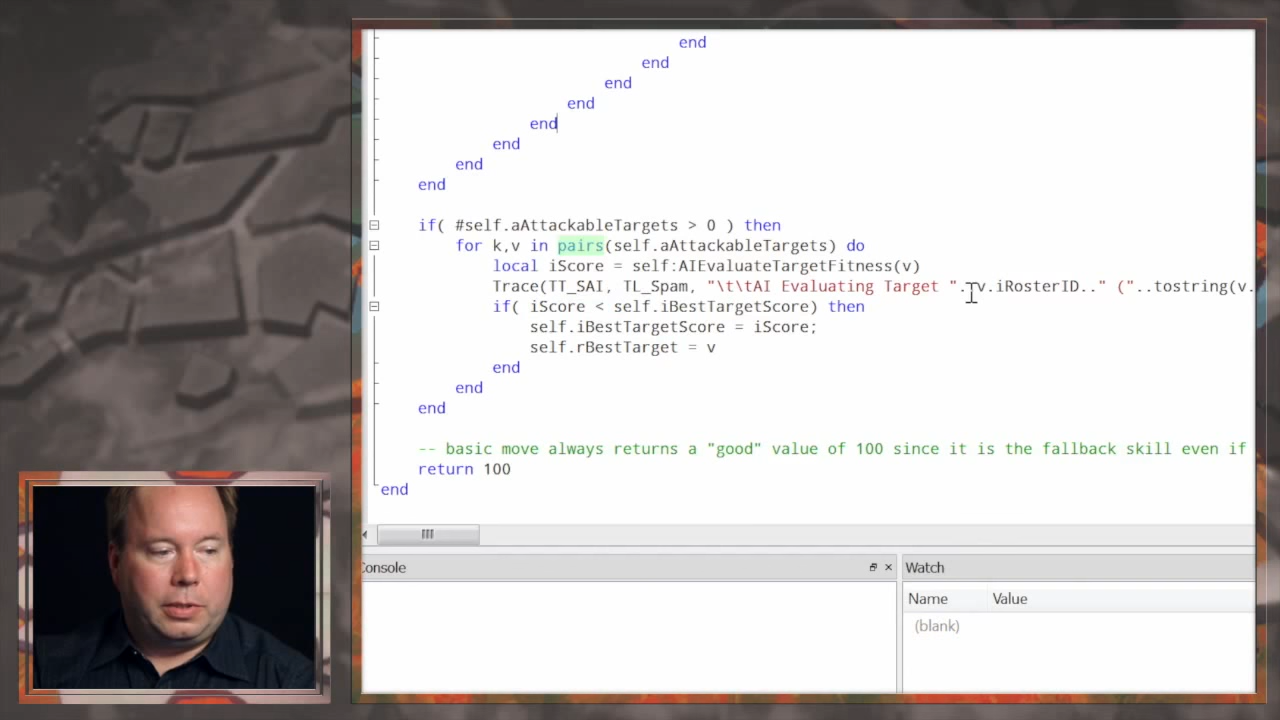 end
end
end
end
end
end
end
end
if( #self.aAttackableTargets > 0 ) then
for k,v in pairs(self.aAttackableTargets) do
local iScore = self:AIEvaluateTargetFitness(v)
Trace(TT_SAI, TL_Spam, "\t\tAI Evaluating Target "..v.iRosterID.." ("..tostring(v.
if( iScore < self.iBestTargetScore) then
self.iBestTargetScore = iScore;
self.rBestTarget = v
end
end
end
-- basic move always returns a "good" value of 100 since it is the fallback skill even if
return 100
end
Console
Watch
Name Value
(blank)